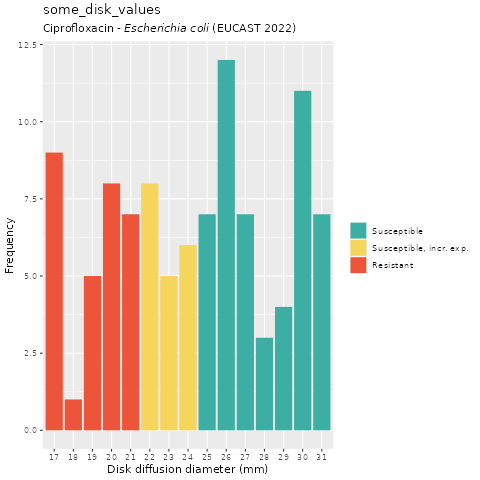 some_disk_values
Ciprofloxacin - Escherichia coli (EUCAST 2022)
12.5
10.0
7.5
5.0
2.5
0.0
Frequency
17 18 19 20 21 22 23 24 25 26 27 28 29 30 31
Disk diffusion diameter (mm)
Susceptible
Susceptible, incr. exp.
Resistant